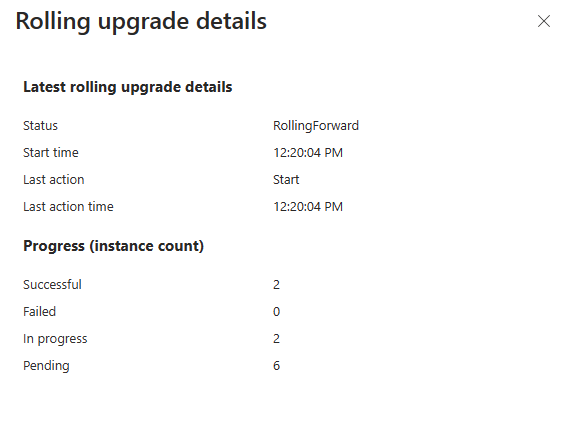 Rolling upgrade details
Latest rolling upgrade details
Status RollingForward
Start time 12:20:04 PM
Last action Start
Last action time 12:20:04 PM
Progress (instance count)
Successful 2
Failed 0
In progress 2
Pending 6